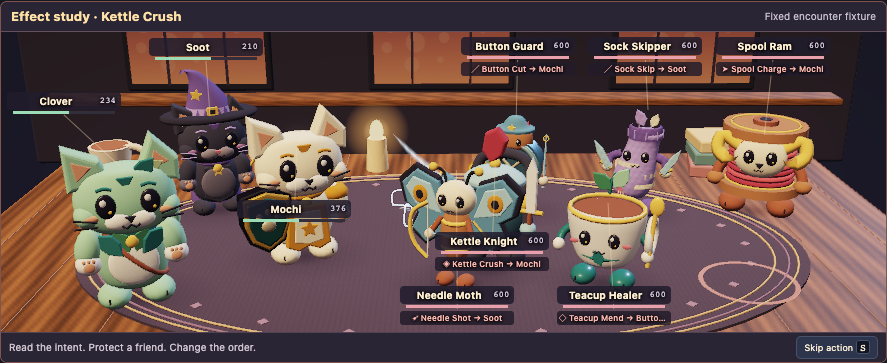 Effect study · Kettle Crush
Fixed encounter fixture
Soot 210
Button Guard 600
Button Cut → Mochi
Sock Skipper 600
Sock Skip → Soot
Spool Ram 600
Spool Charge → Mochi
Clover 234
Mochi 376
Kettle Knight 600
Kettle Crush → Mochi
Needle Moth 600
Needle Shot → Soot
Teacup Healer 600
Teacup Mend → Butto...
Read the intent. Protect a friend. Change the order.
Skip action S